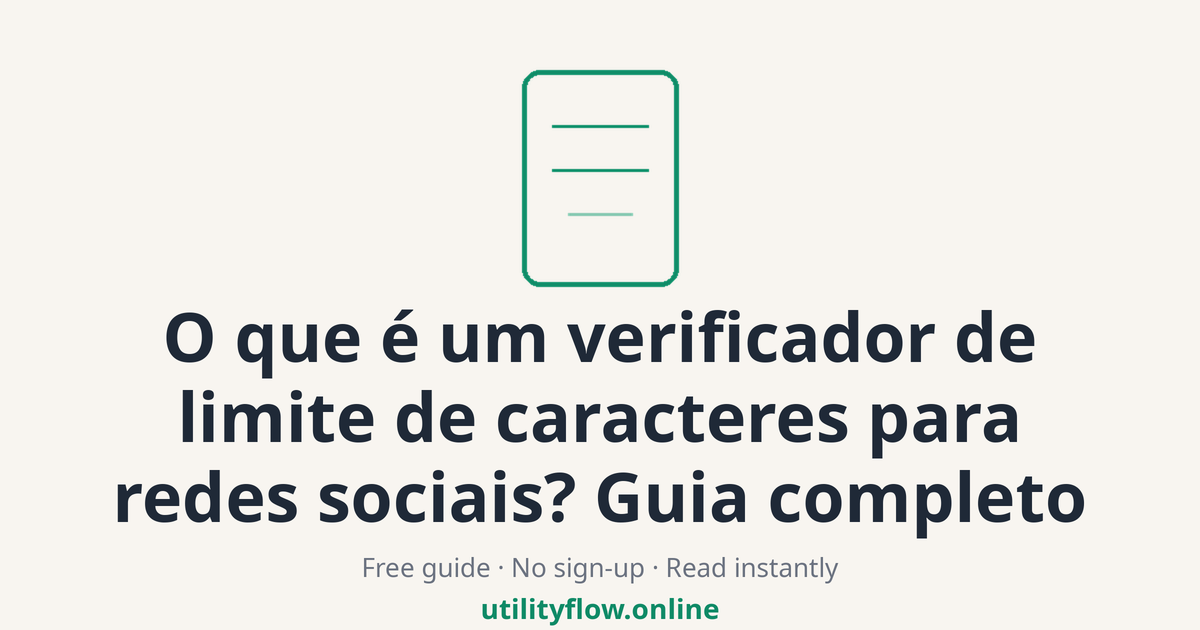 O que é um verificador de
limite de caracteres para
redes sociais? Guia completo
Free guide · No sign-up · Read instantly
utilityflow.online